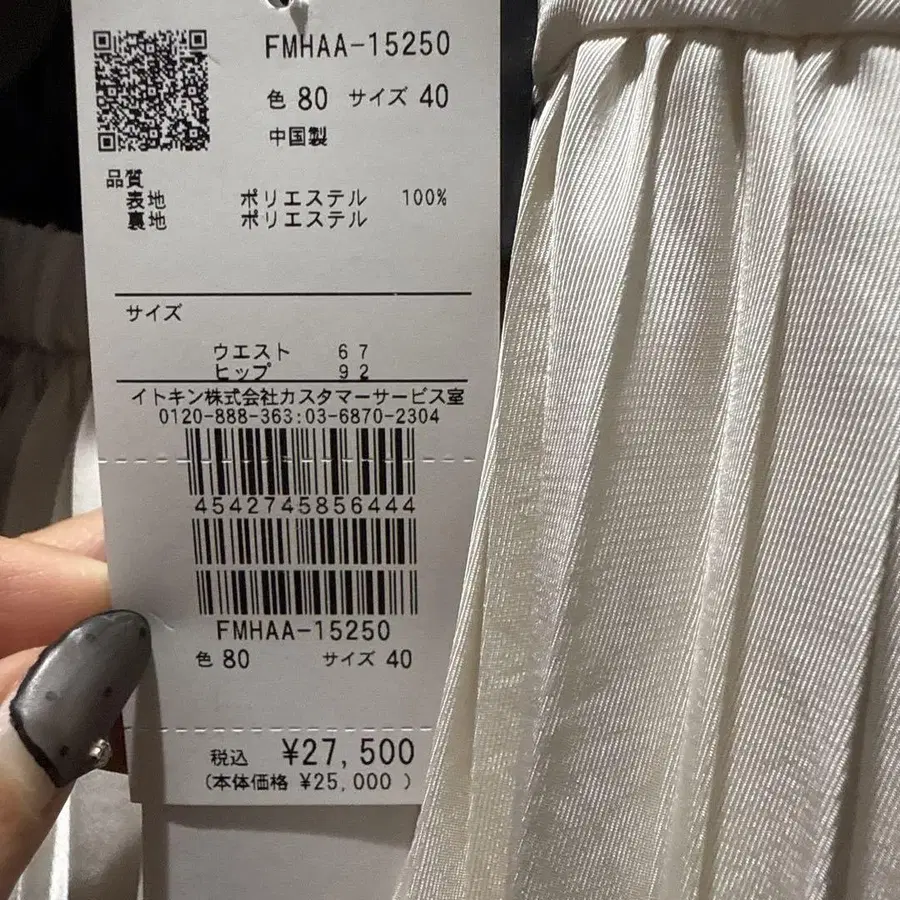 FMHAA-15250
色 80 サイズ 40
中国製
品質
表地 ポリエステル 100%
裏地 ポリエステル
サイズ
ウエスト 67
ヒップ 92
イトキン株式会社カスタマーサービス室
0120-888-363:03-6870-2304
4542745856444
FMHAA-15250
色 80 サイズ 40
税込 ¥27,500
(本体価格 ¥25,000 )